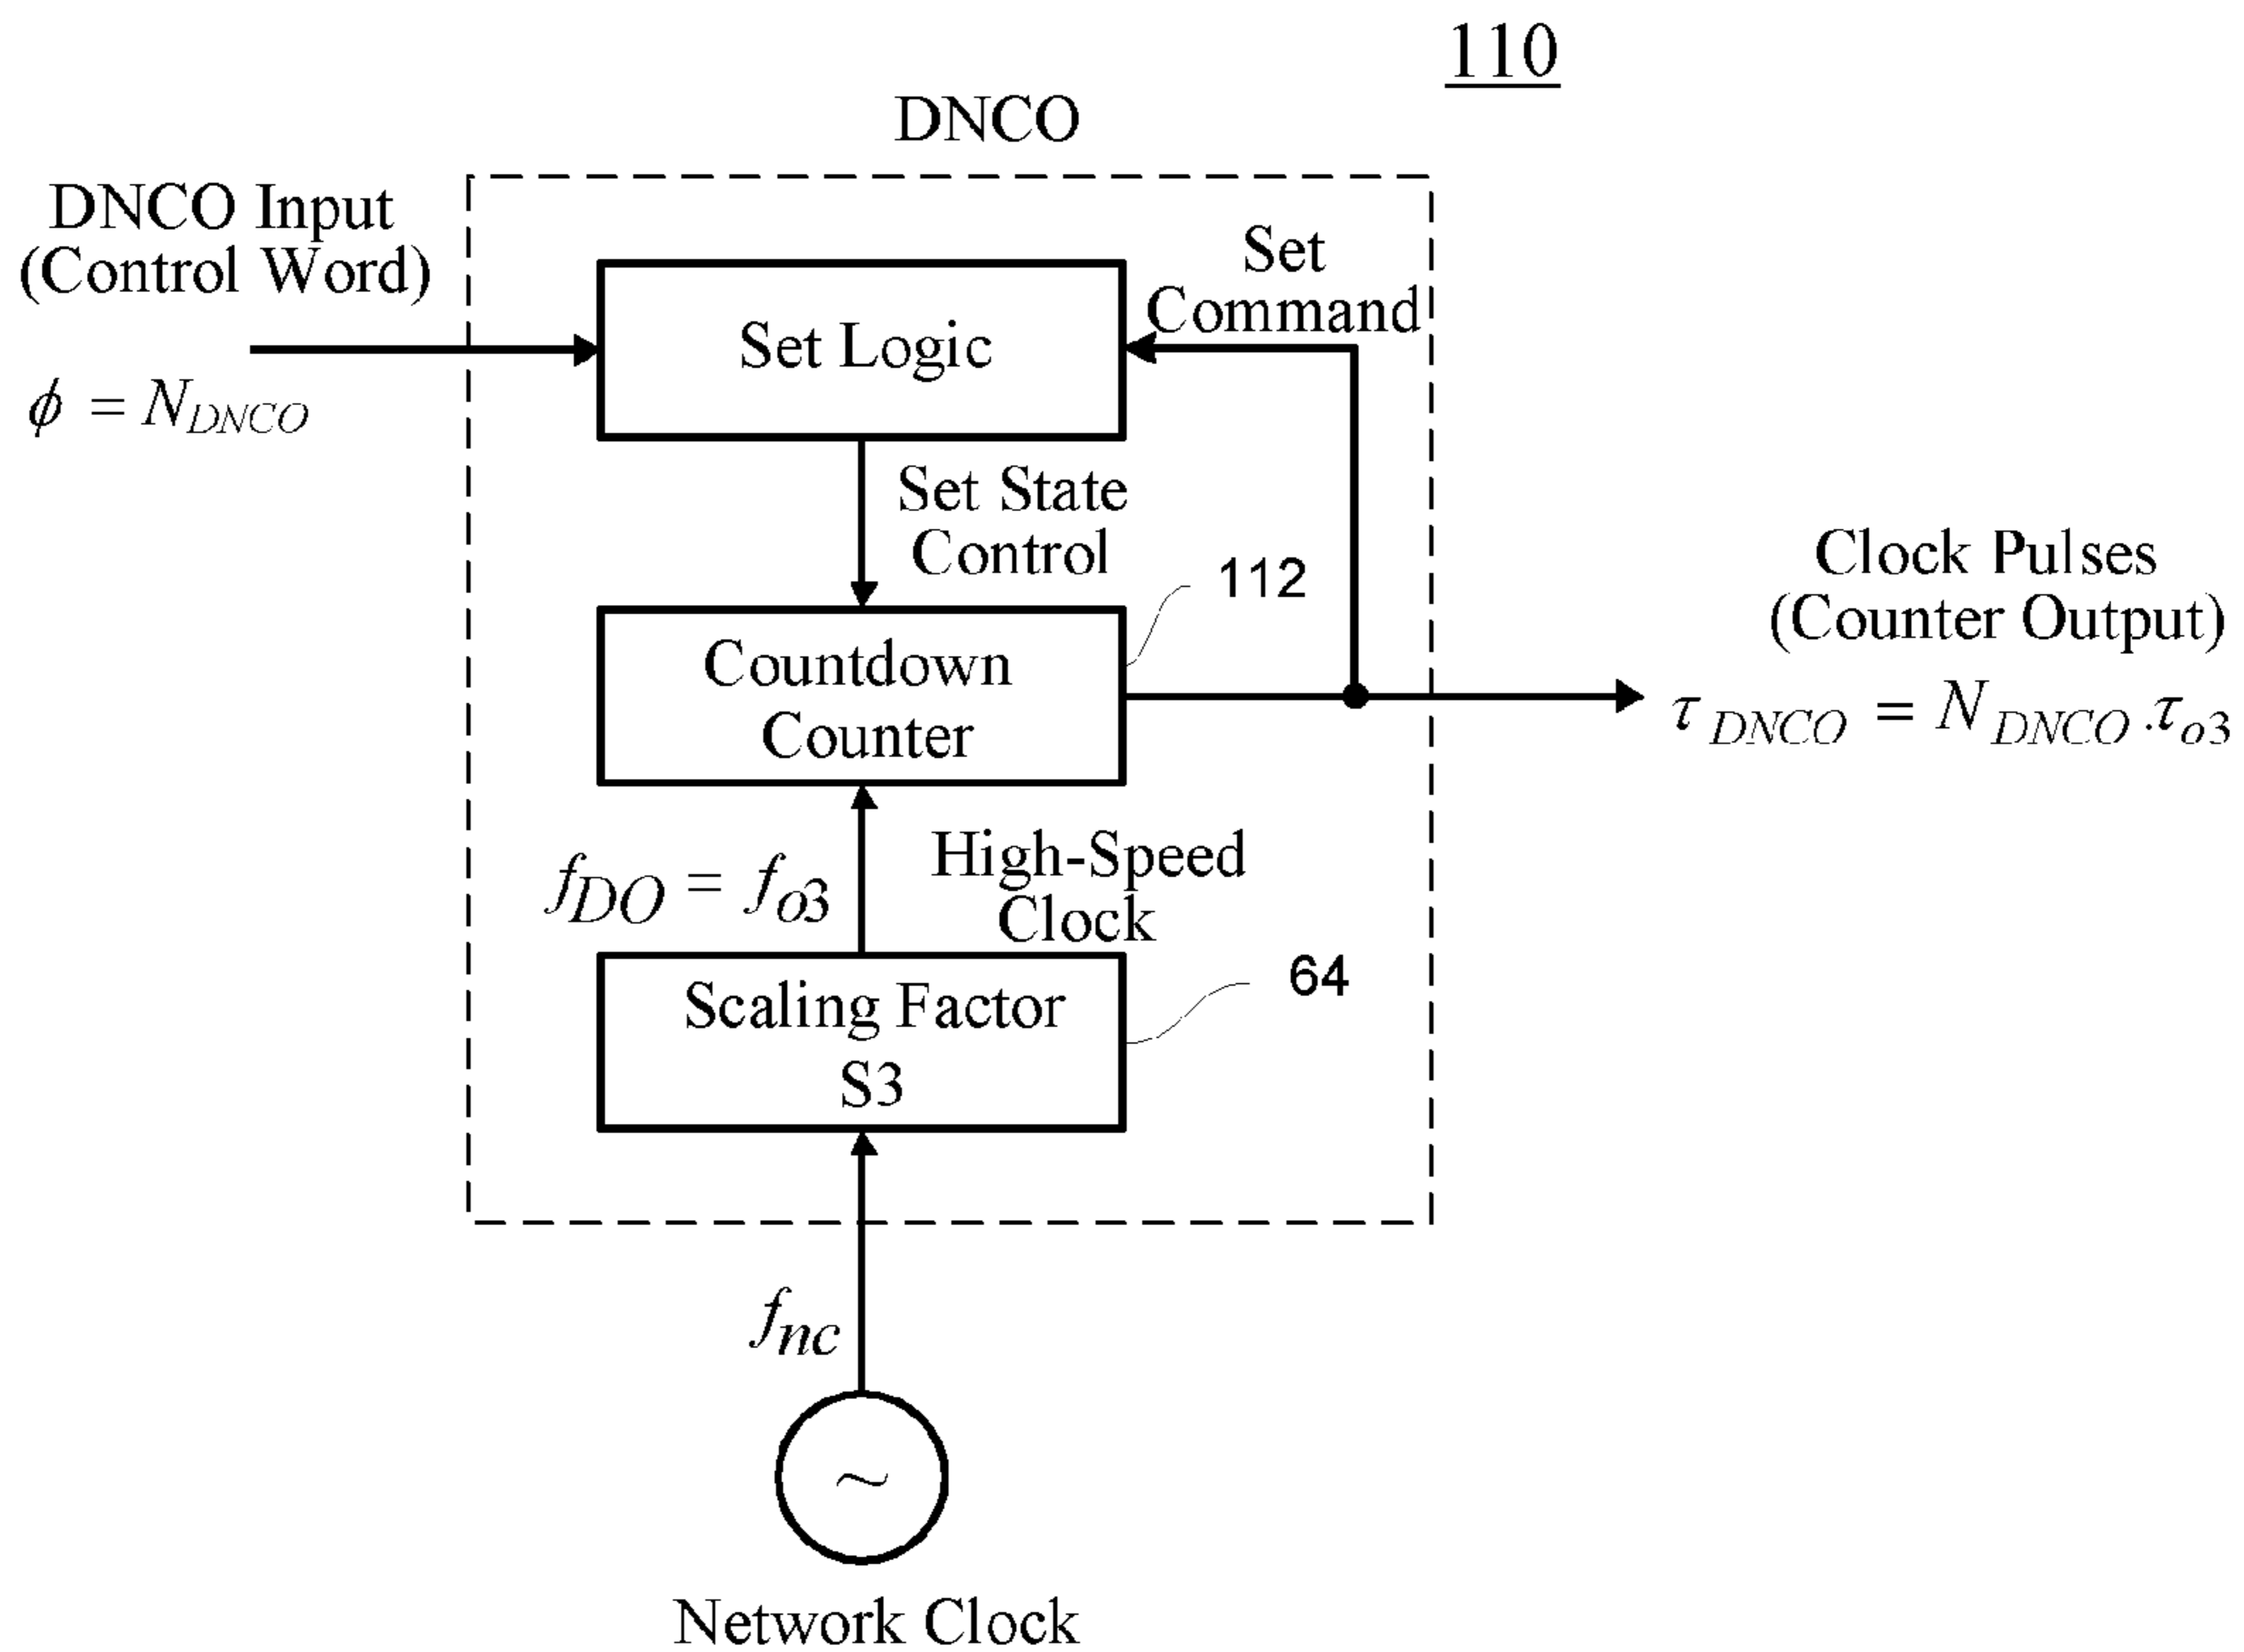 110
DNCO
DNCO Input
(Control Word)
ϕ = N_DNCO
Set
Command
Set Logic
Set State
Control
112
Countdown
Counter
Clock Pulses
(Counter Output)
τ_DNCO = N_DNCO .τ_o3
f_DO = f_o3
High-Speed
Clock
64
Scaling Factor
S3
f_nc
~
Network Clock